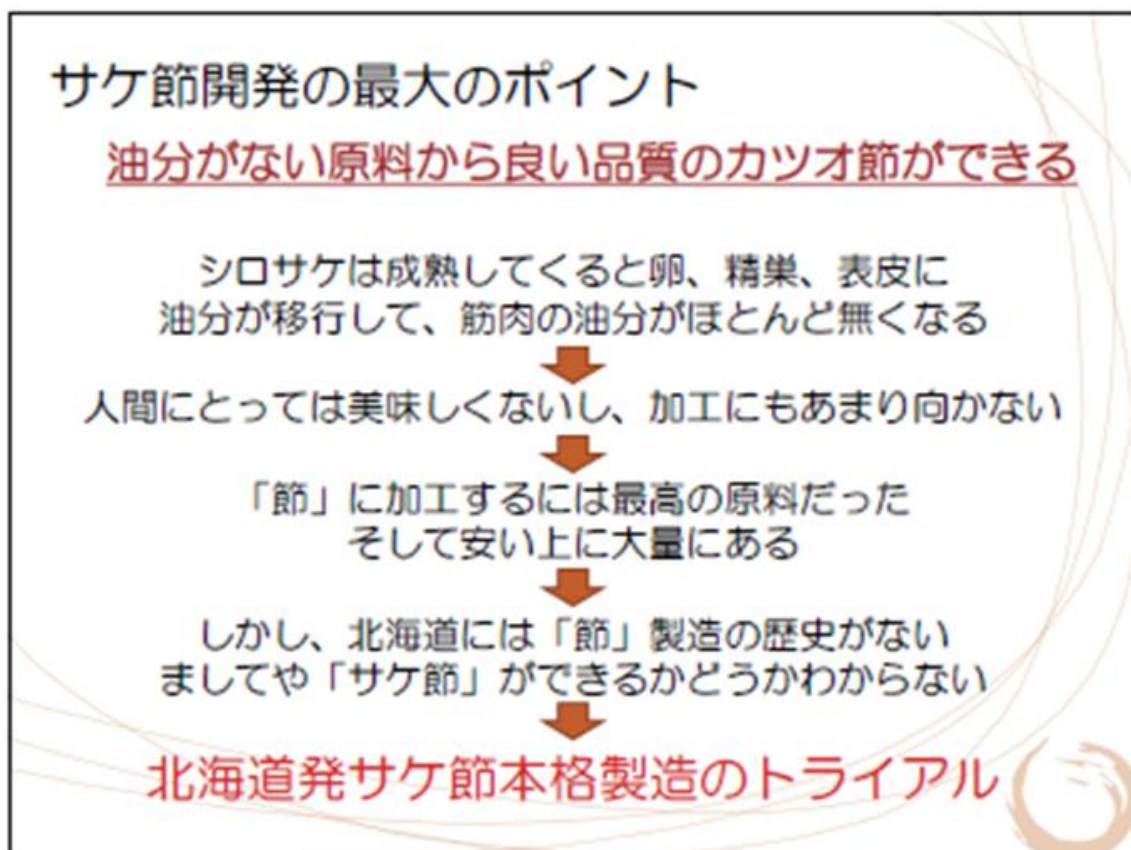 サケ節開発の最大のポイント
油分がない原料から良い品質のカツオ節ができる
シロサケは成熟してくると卵、精巣、表皮に
油分が移行して、筋肉の油分がほとんど無くなる
人間にとっては美味しくないし、加工にもあまり向かない
「節」に加工するには最高の原料だった
そして安い上に大量にある
しかし、北海道には「節」製造の歴史がない
ましてや「サケ節」ができるかどうかわからない
北海道発サケ節本格製造のトライアル